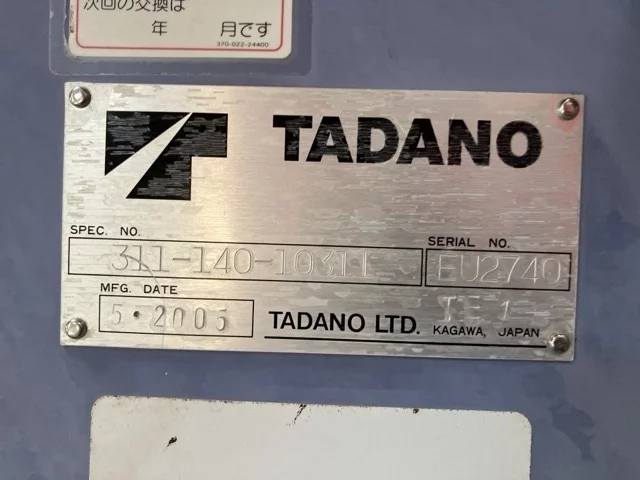 次回の交換は
年 月です
370-022-24400
TADANO
SPEC. NO.
311-140-10311
SERIAL NO.
EU2740
MFG. DATE
5・2005
TADANO LTD.
KAGAWA, JAPAN